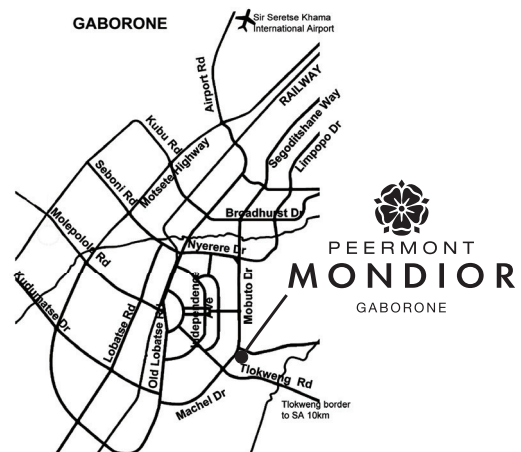 GABORONE
Sir Seretse Khama
International Airport
Airport Rd
RAILWAY
Segoditshane Way
Limpopo Dr
Kubu Rd
Motsete Highway
Seboni Rd
Broadhurst Dr
Molepolole Rd
Nyerere Dr
Kudumatse Dr
Independence
Ave
Mobuto Dr
Lobatse Rd
Old Lobatse Rd
Tlokweng Rd
Machel Dr
Tlokweng border
to SA 10km
PEERMONT
MONDIOR
GABORONE